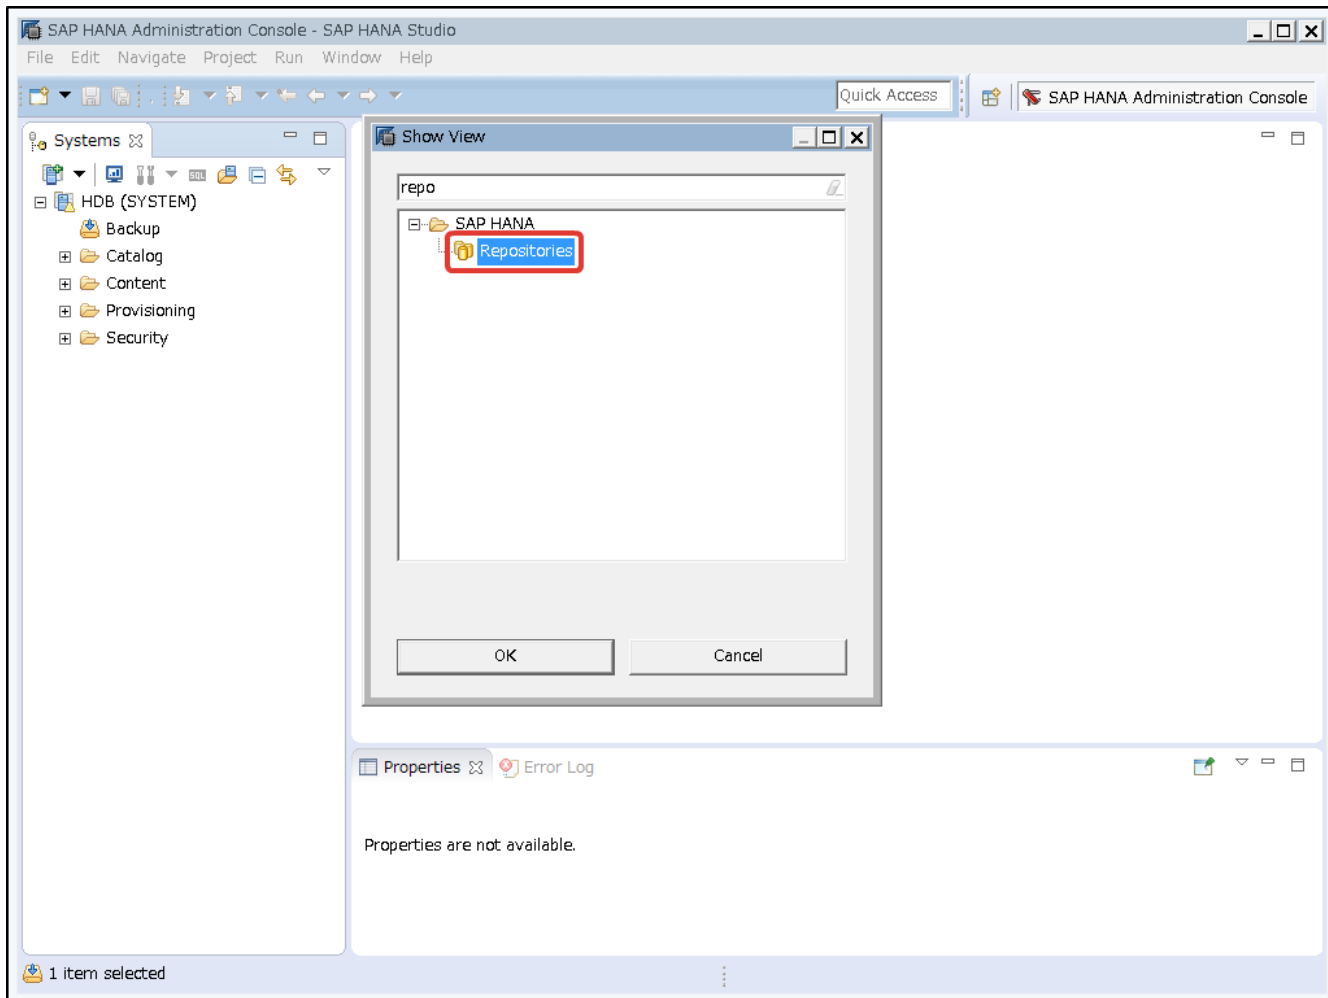 SAP HANA Administration Console - SAP HANA Studio
File Edit Navigate Project Run Window Help
Quick Access
SAP HANA Administration Console
Systems
SQL
HDB (SYSTEM)
Backup
Catalog
Content
Provisioning
Security
Show View
repo
SAP HANA
Repositories
OK
Cancel
Properties
Error Log
Properties are not available.
1 item selected